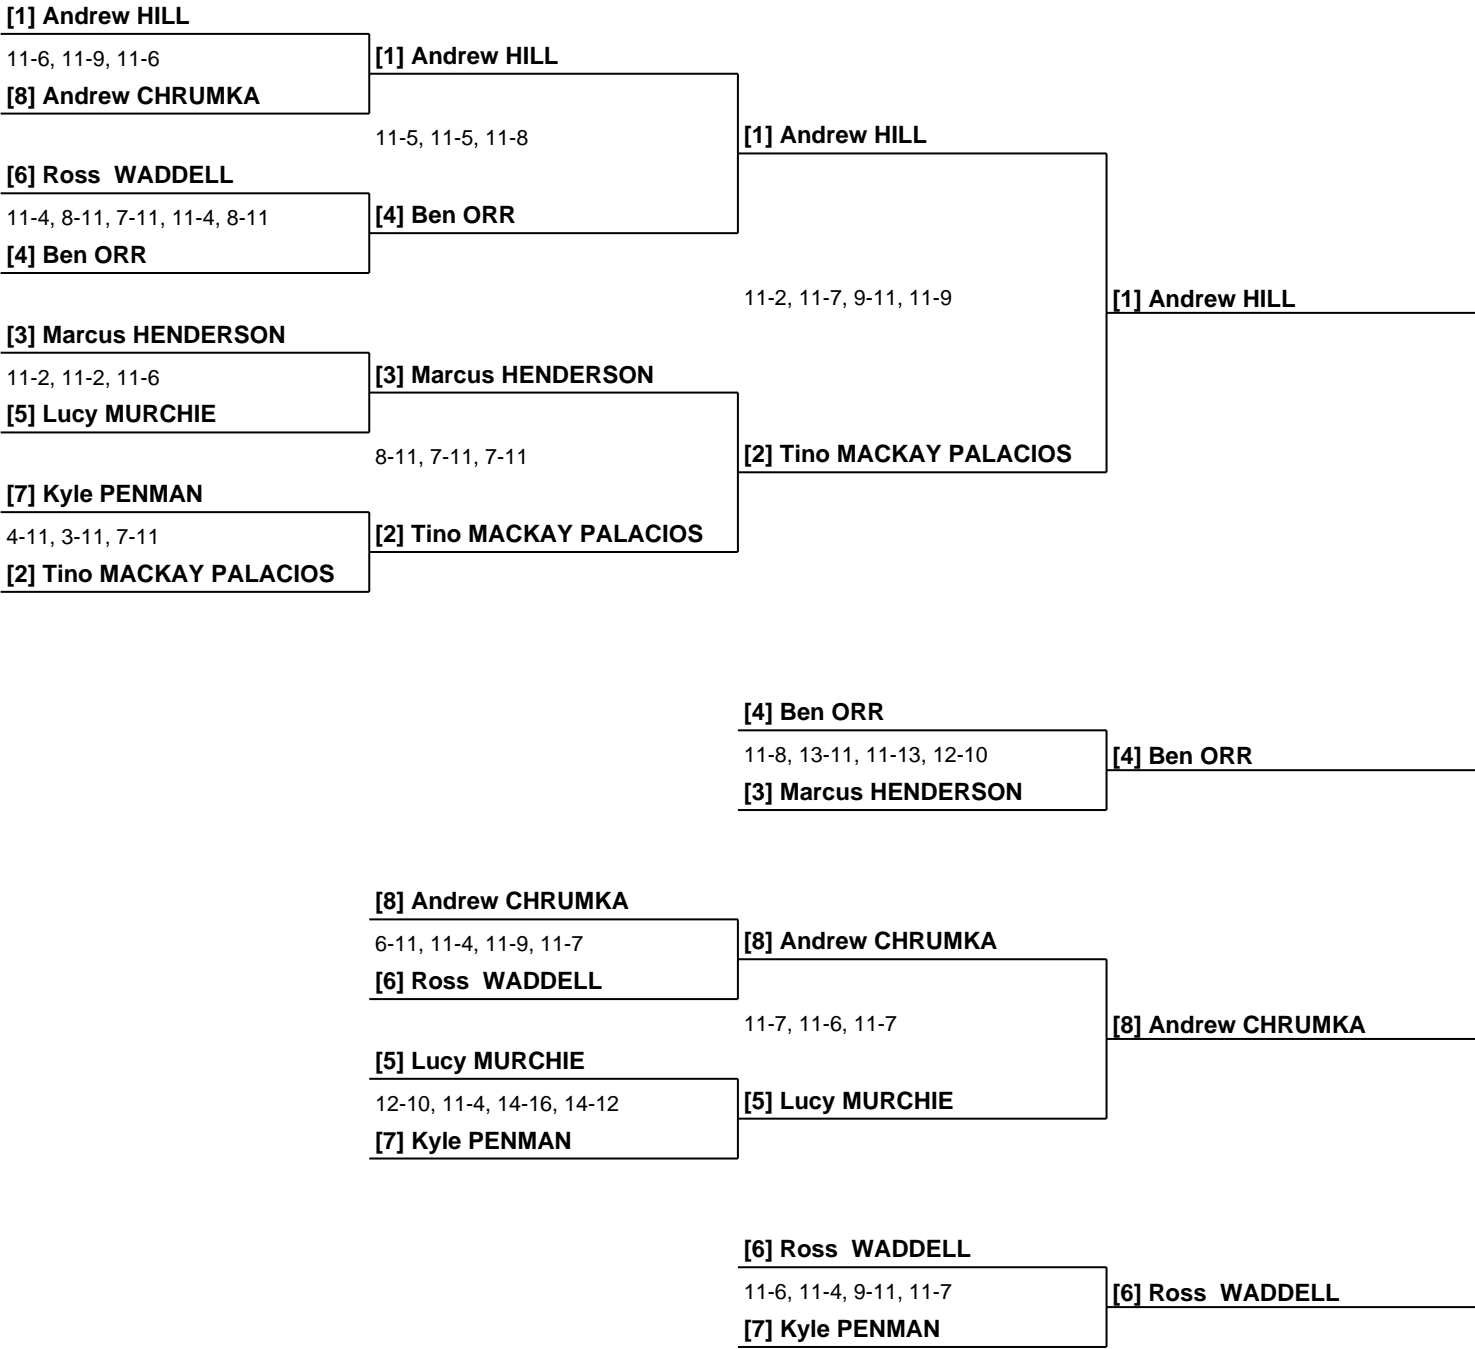 [1] Andrew HILL
11-6, 11-9, 11-6
[1] Andrew HILL
[8] Andrew CHRUMKA
11-5, 11-5, 11-8
[1] Andrew HILL
[6] Ross  WADDELL
11-4, 8-11, 7-11, 11-4, 8-11
[4] Ben ORR
[4] Ben ORR
11-2, 11-7, 9-11, 11-9
[1] Andrew HILL
[3] Marcus HENDERSON
11-2, 11-2, 11-6
[3] Marcus HENDERSON
[5] Lucy MURCHIE
8-11, 7-11, 7-11
[2] Tino MACKAY PALACIOS
[7] Kyle PENMAN
4-11, 3-11, 7-11
[2] Tino MACKAY PALACIOS
[2] Tino MACKAY PALACIOS
[4] Ben ORR
11-8, 13-11, 11-13, 12-10
[4] Ben ORR
[3] Marcus HENDERSON
[8] Andrew CHRUMKA
6-11, 11-4, 11-9, 11-7
[8] Andrew CHRUMKA
[6] Ross  WADDELL
11-7, 11-6, 11-7
[8] Andrew CHRUMKA
[5] Lucy MURCHIE
12-10, 11-4, 14-16, 14-12
[5] Lucy MURCHIE
[7] Kyle PENMAN
[6] Ross  WADDELL
11-6, 11-4, 9-11, 11-7
[6] Ross  WADDELL
[7] Kyle PENMAN